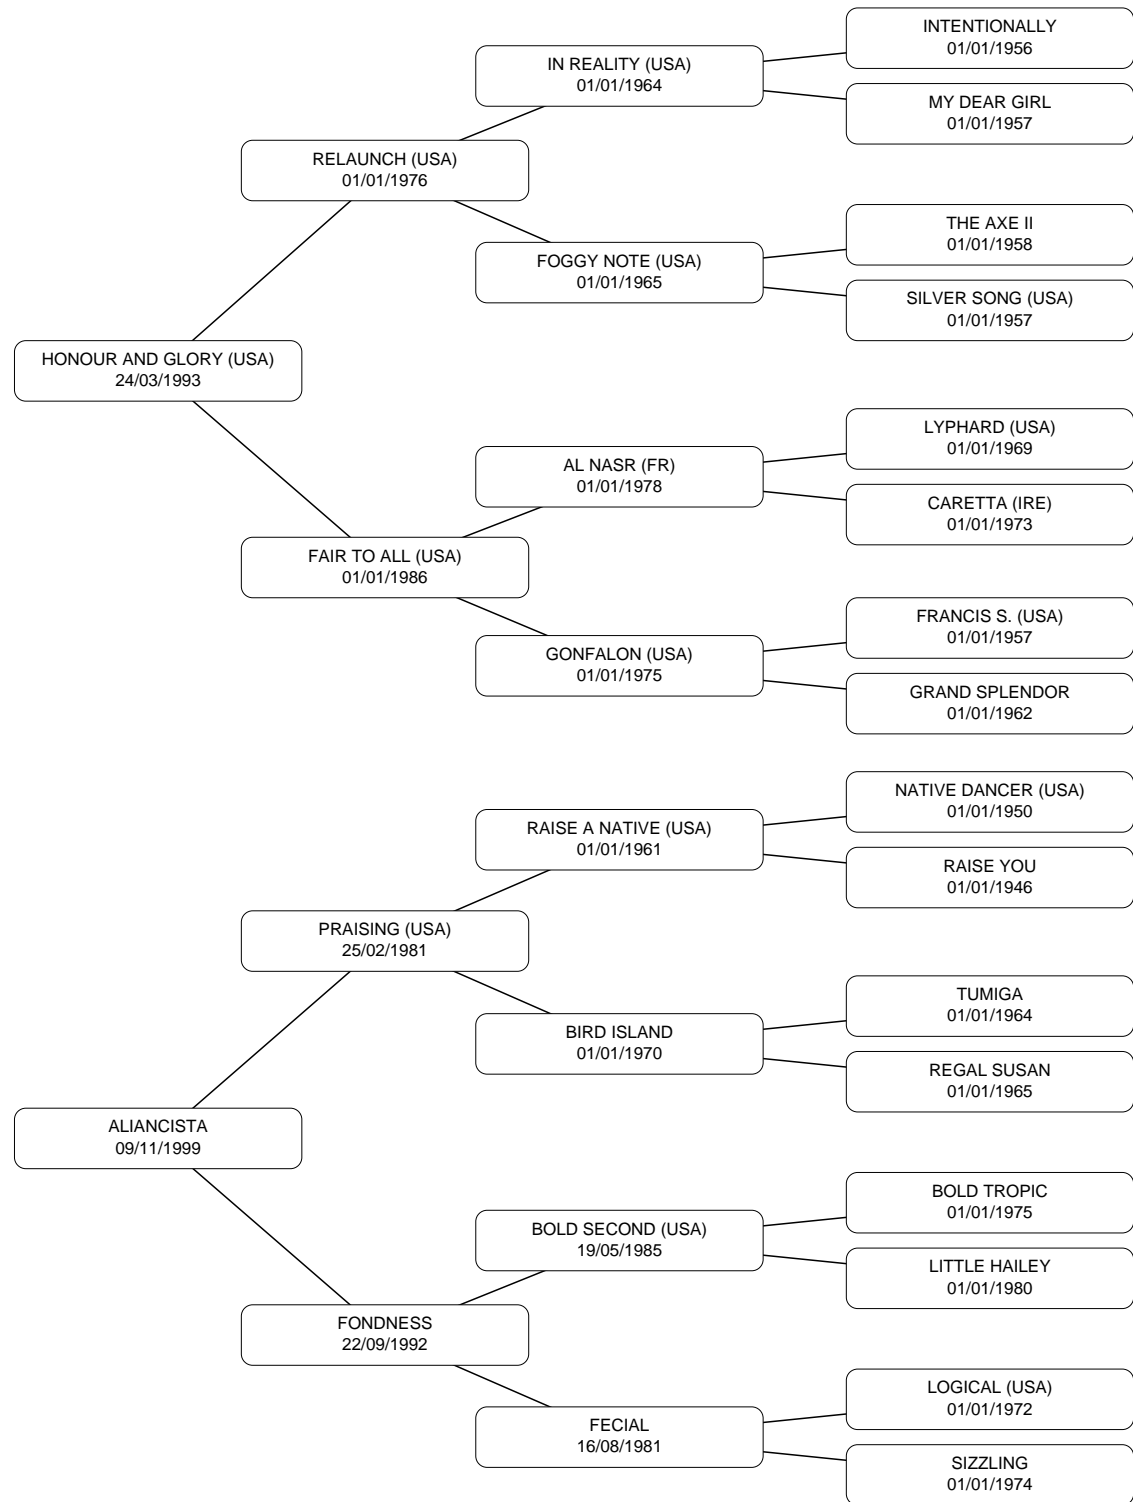 INTENTIONALLY
01/01/1956
IN REALITY (USA)
01/01/1964
MY DEAR GIRL
01/01/1957
RELAUNCH (USA)
01/01/1976
THE AXE II
01/01/1958
FOGGY NOTE (USA)
01/01/1965
SILVER SONG (USA)
01/01/1957
HONOUR AND GLORY (USA)
24/03/1993
LYPHARD (USA)
01/01/1969
AL NASR (FR)
01/01/1978
CARETTA (IRE)
01/01/1973
FAIR TO ALL (USA)
01/01/1986
FRANCIS S. (USA)
01/01/1957
GONFALON (USA)
01/01/1975
GRAND SPLENDOR
01/01/1962
NATIVE DANCER (USA)
01/01/1950
RAISE A NATIVE (USA)
01/01/1961
RAISE YOU
01/01/1946
PRAISING (USA)
25/02/1981
TUMIGA
01/01/1964
BIRD ISLAND
01/01/1970
REGAL SUSAN
01/01/1965
ALIANCISTA
09/11/1999
BOLD TROPIC
01/01/1975
BOLD SECOND (USA)
19/05/1985
LITTLE HAILEY
01/01/1980
FONDNESS
22/09/1992
LOGICAL (USA)
01/01/1972
FECIAL
16/08/1981
SIZZLING
01/01/1974